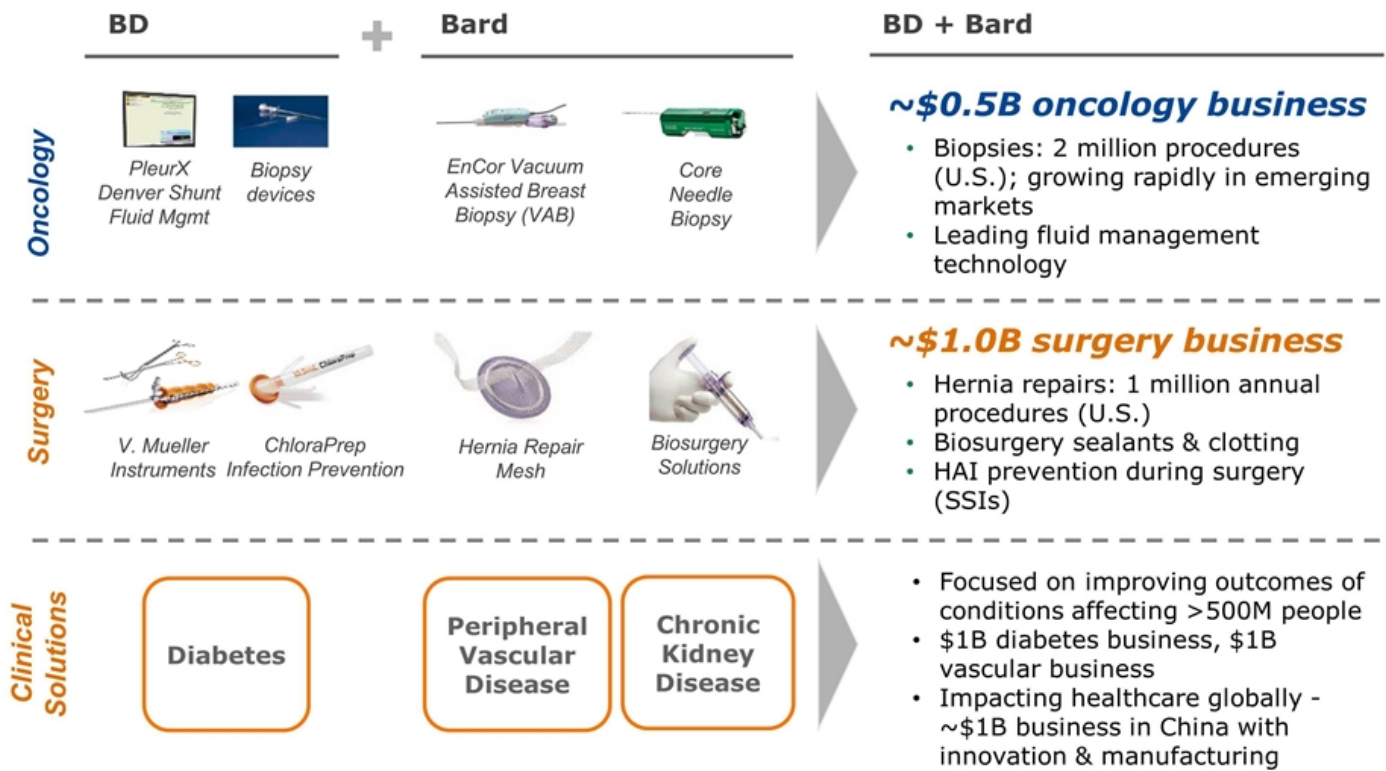 BD
+
Bard
BD + Bard
Oncology
PleurX
Denver Shunt
Fluid Mgmt
Biopsy
devices
EnCor Vacuum
Assisted Breast
Biopsy (VAB)
Core
Needle
Biopsy
~$0.5B oncology business
• Biopsies: 2 million procedures
(U.S.); growing rapidly in emerging
markets
• Leading fluid management
technology
Surgery
ChloraPrep
V. Mueller
Instruments
ChloraPrep
Infection Prevention
Hernia Repair
Mesh
Biosurgery
Solutions
~$1.0B surgery business
• Hernia repairs: 1 million annual
procedures (U.S.)
• Biosurgery sealants & clotting
• HAI prevention during surgery
(SSIs)
Clinical
Solutions
Diabetes
Peripheral
Vascular
Disease
Chronic
Kidney
Disease
• Focused on improving outcomes of
conditions affecting >500M people
• $1B diabetes business, $1B
vascular business
• Impacting healthcare globally -
~$1B business in China with
innovation & manufacturing